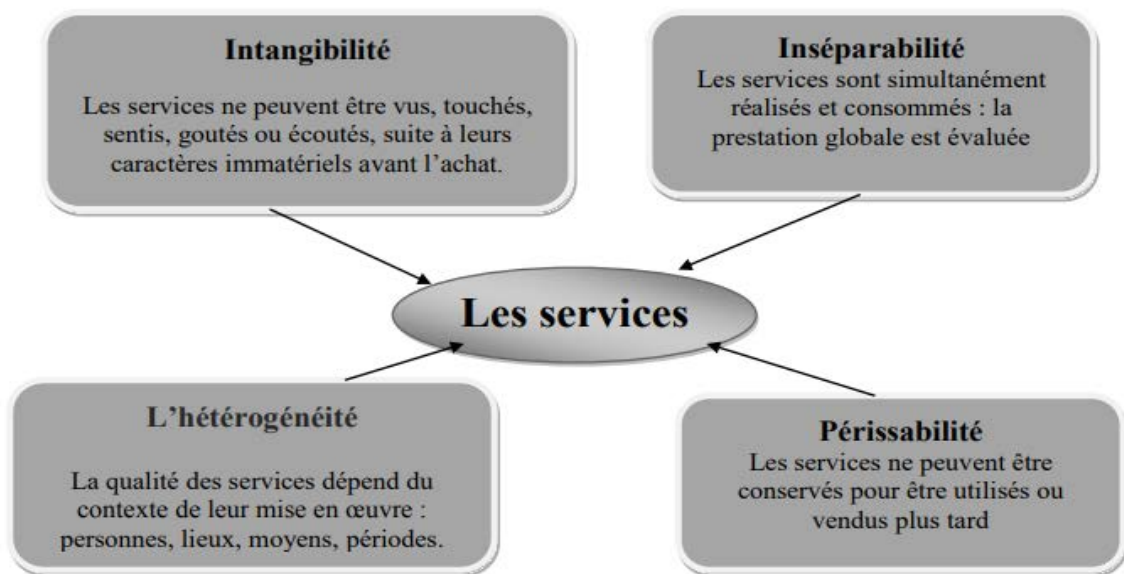 Intangibilité
Les services ne peuvent être vus, touchés,
sentis, goutés ou écoutés, suite à leurs
caractères immatériels avant l'achat.
Inséparabilité
Les services sont simultanément
réalisés et consommés : la
prestation globale est évaluée
Les services
L'hétérogénéité
La qualité des services dépend du
contexte de leur mise en œuvre :
personnes, lieux, moyens, périodes.
Périssabilité
Les services ne peuvent être
conservés pour être utilisés ou
vendus plus tard